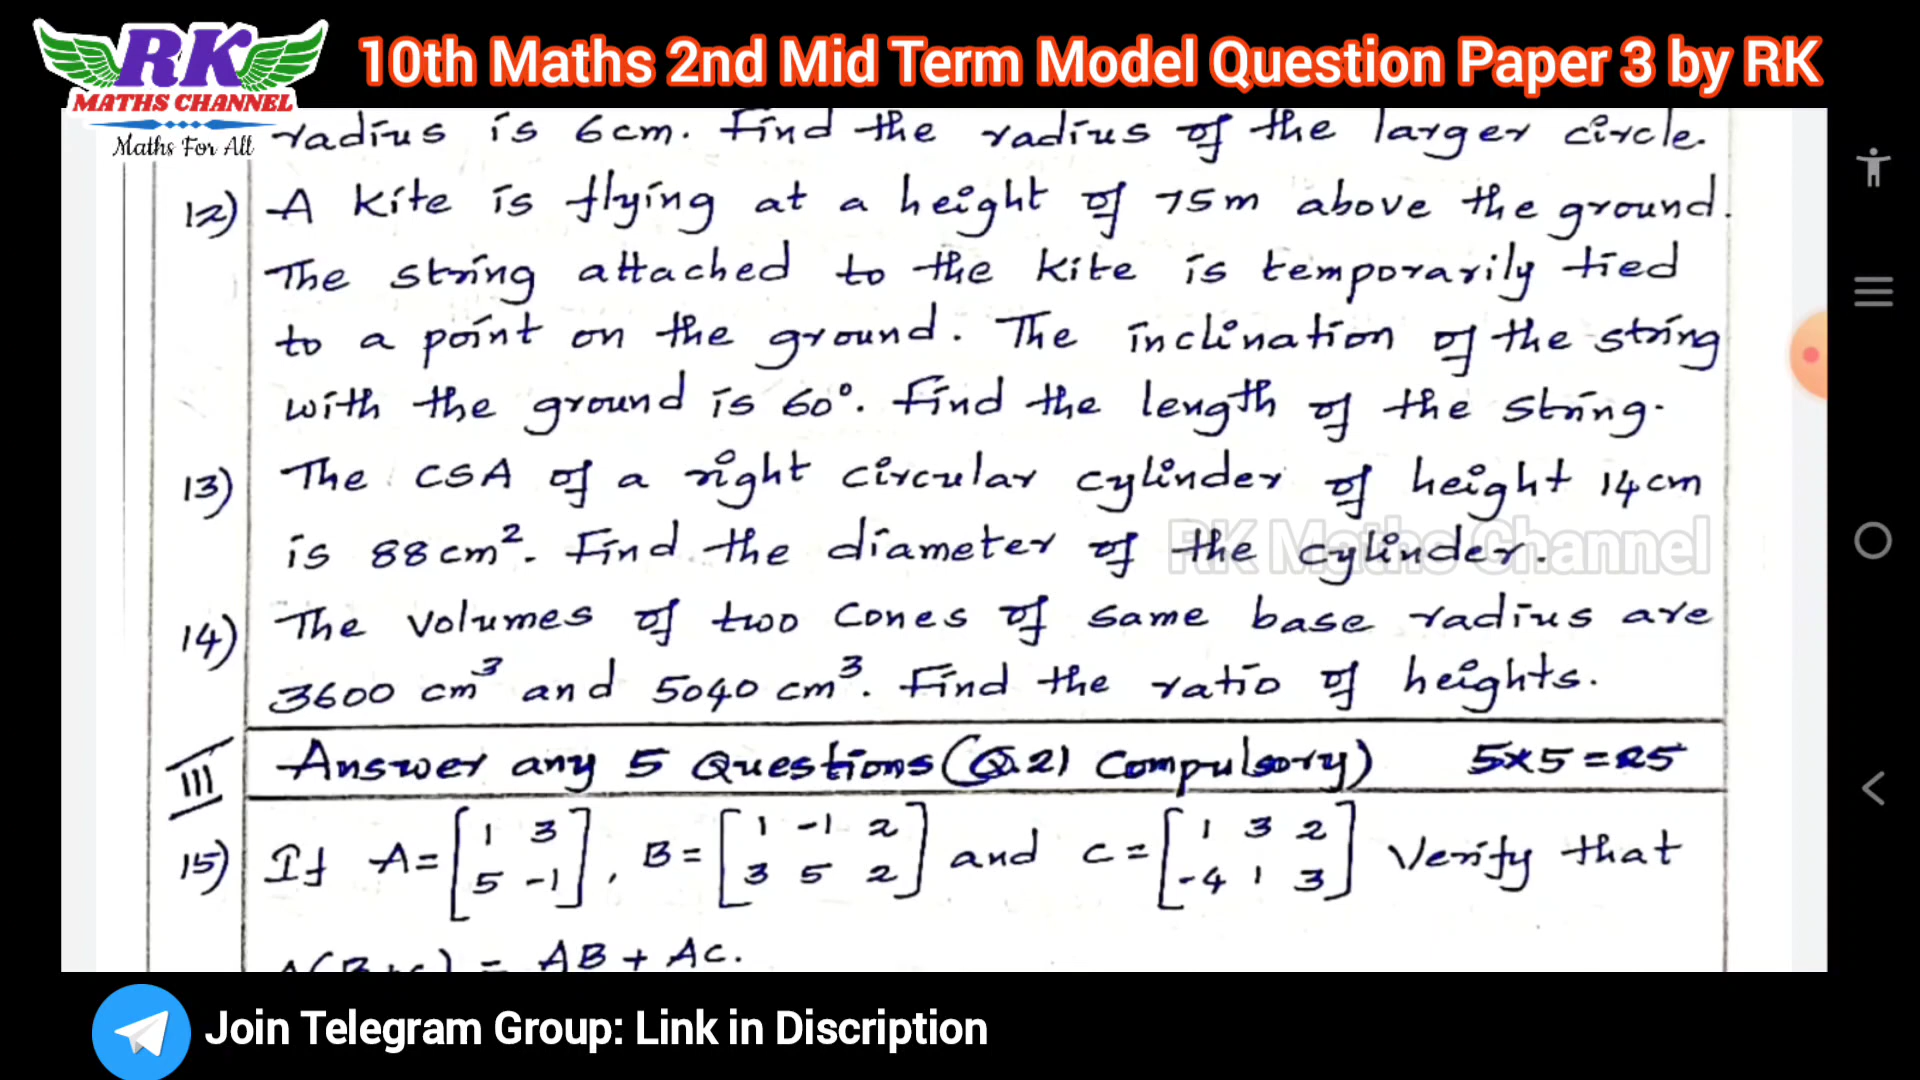 RK
MATHS CHANNEL
Maths For All
10th Maths 2nd Mid Term Model Question Paper 3 by RK
radius is 6cm. Find the radius of the larger circle.
12) A kite is flying at a height of 75m above the ground.
The string attached to the kite is temporarily tied
to a point on the ground. The inclination of the string
with the ground is 60°. Find the length of the string.
13) The CSA of a right circular cylinder of height 14cm
is 88cm². Find the diameter of the cylinder.
RK Maths Channel
14) The volumes of two cones of same base radius are
3600 cm³ and 5040 cm³. Find the ratio of heights.
III Answer any 5 Questions (Q.21 Compulsory) 5×5=25
15) If A = [1 3 , B = [1 -1 2 and C = [1 3 2 Verify that
5 -1] 3 5 2] -4 1 3]
A(B+C) = AB + AC.
Join Telegram Group: Link in Discription